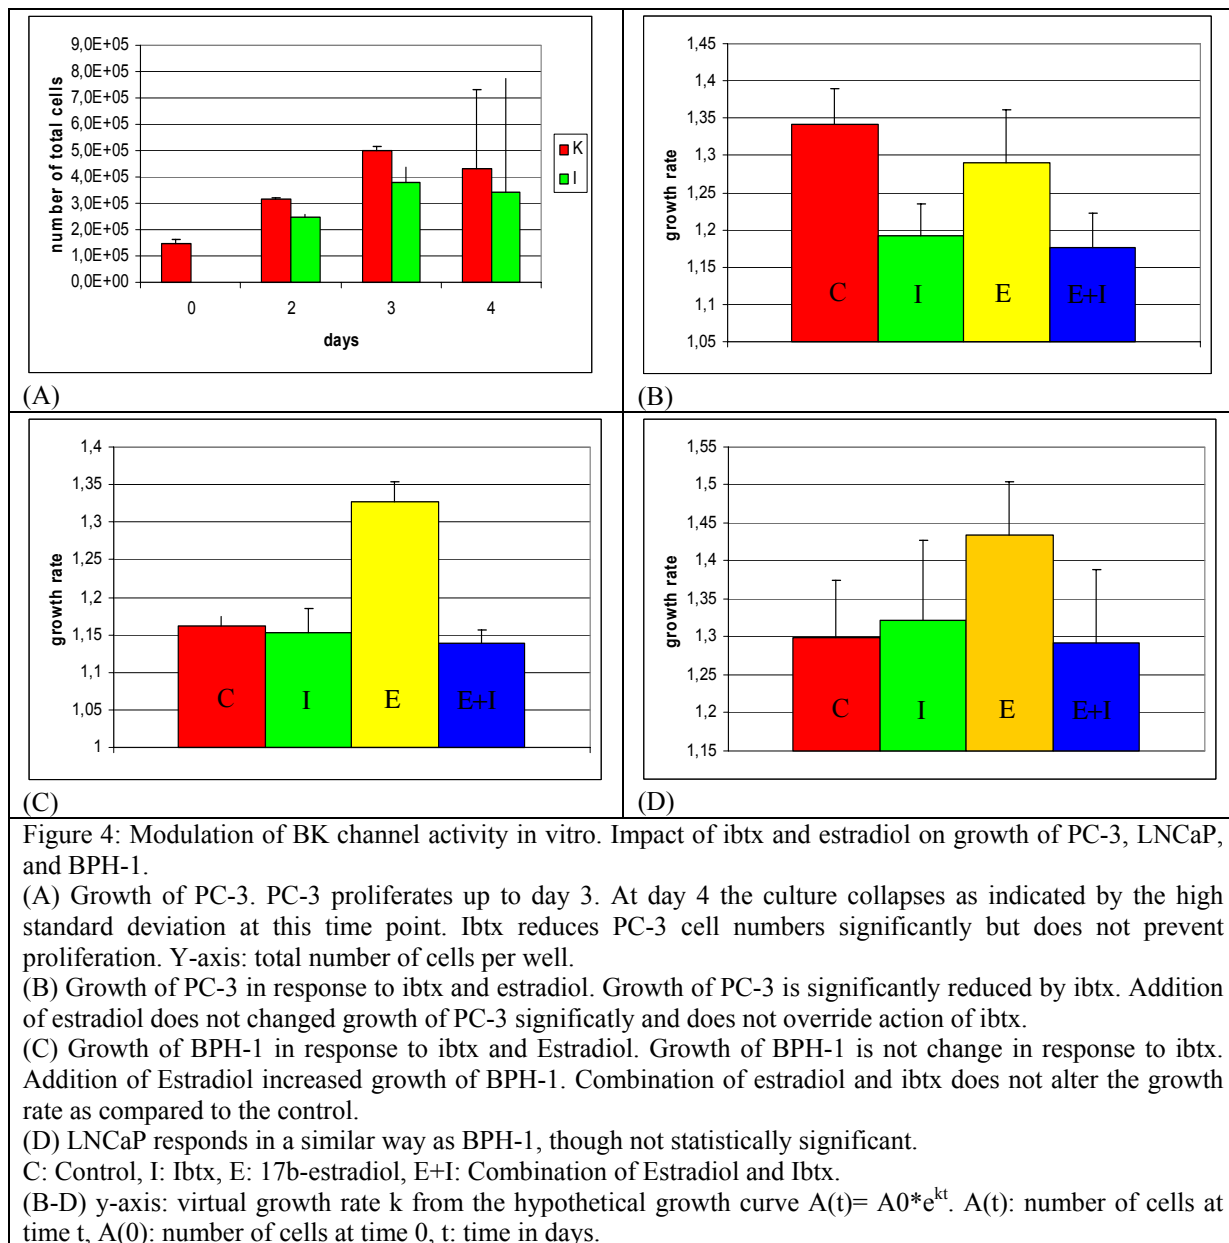 9,0E+05
8,0E+05
7,0E+05
6,0E+05
5,0E+05
4,0E+05
3,0E+05
2,0E+05
1,0E+05
0,0E+00
number of total cells
0 2 3 4
days
K
I
(A)
1,45
1,4
1,35
1,3
1,25
1,2
1,15
1,1
1,05
growth rate
C I E E+I
(B)
1,4
1,35
1,3
1,25
1,2
1,15
1,1
1,05
1
growth rate
C I E E+I
(C)
1,55
1,5
1,45
1,4
1,35
1,3
1,25
1,2
1,15
growth rate
C I E E+I
(D)
Figure 4: Modulation of BK channel activity in vitro. Impact of ibtx and estradiol on growth of PC-3, LNCaP,
and BPH-1.
(A) Growth of PC-3. PC-3 proliferates up to day 3. At day 4 the culture collapses as indicated by the high
standard deviation at this time point. Ibtx reduces PC-3 cell numbers significantly but does not prevent
proliferation. Y-axis: total number of cells per well.
(B) Growth of PC-3 in response to ibtx and estradiol. Growth of PC-3 is significantly reduced by ibtx. Addition
of estradiol does not changed growth of PC-3 significatly and does not override action of ibtx.
(C) Growth of BPH-1 in response to ibtx and Estradiol. Growth of BPH-1 is not change in response to ibtx.
Addition of Estradiol increased growth of BPH-1. Combination of estradiol and ibtx does not alter the growth
rate as compared to the control.
(D) LNCaP responds in a similar way as BPH-1, though not statistically significant.
C: Control, I: Ibtx, E: 17b-estradiol, E+I: Combination of Estradiol and Ibtx.
(B-D) y-axis: virtual growth rate k from the hypothetical growth curve A(t)= A0*e^kt. A(t): number of cells at
time t, A(0): number of cells at time 0, t: time in days.